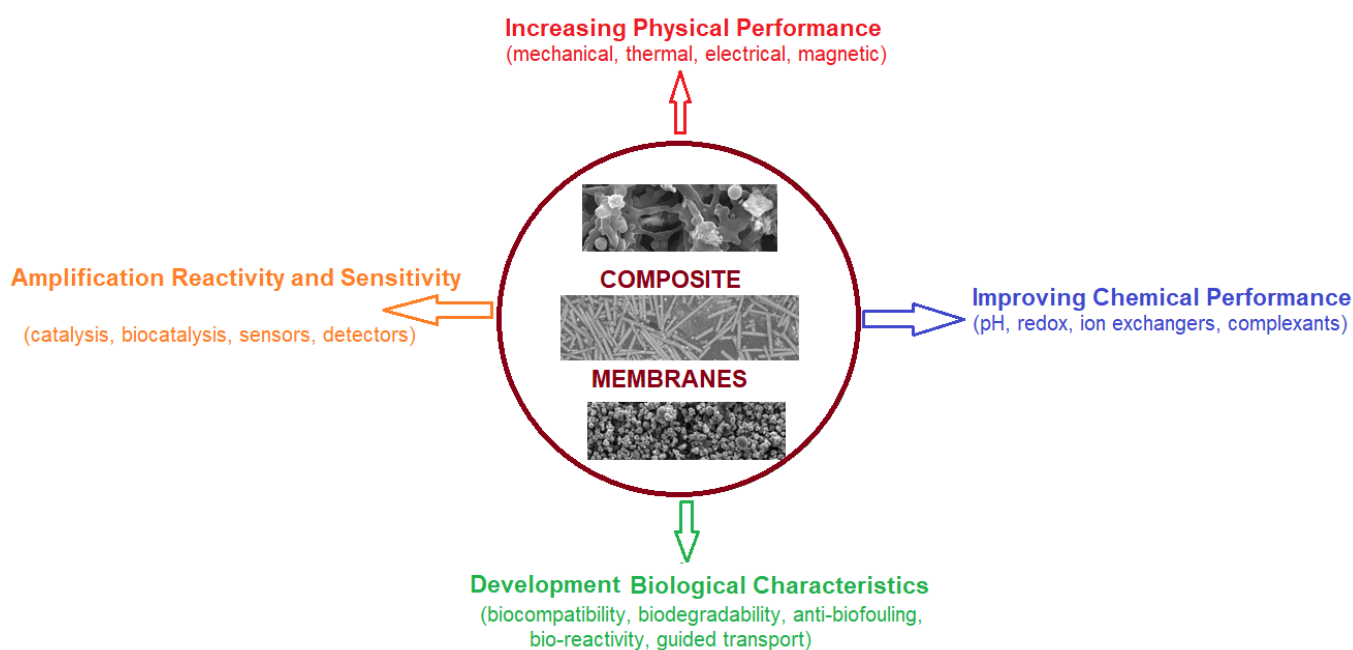 Increasing Physical Performance
(mechanical, thermal, electrical, magnetic)
COMPOSITE
MEMBRANES
Amplification Reactivity and Sensitivity
(catalysis, biocatalysis, sensors, detectors)
Improving Chemical Performance
(pH, redox, ion exchangers, complexants)
Development Biological Characteristics
(biocompatibility, biodegradability, anti-biofouling,
bio-reactivity, guided transport)